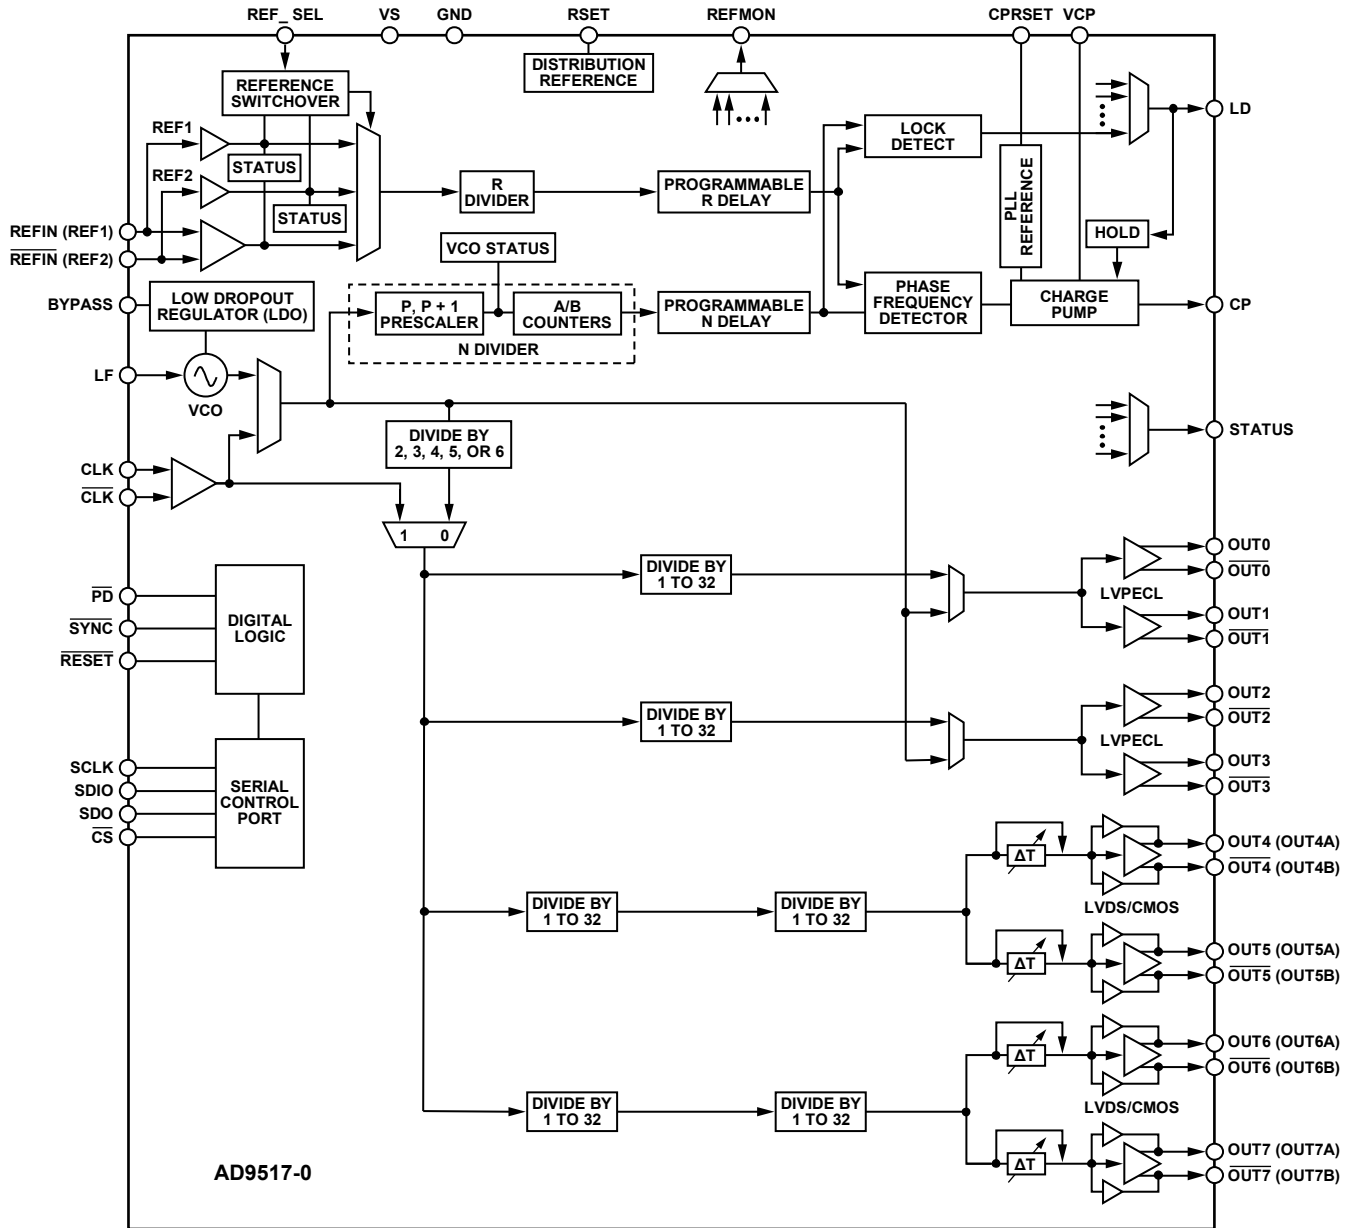 REF_ SEL
VS
GND
RSET
REFMON
CPRSET
VCP
DISTRIBUTION
REFERENCE
REFERENCE
SWITCHOVER
REF1
STATUS
REF2
STATUS
REFIN (REF1)
REFIN (REF2)
BYPASS
LF
CLK
CLK
LOW DROPOUT
REGULATOR (LDO)
VCO
R
DIVIDER
VCO STATUS
P, P + 1
PRESCALER
A/B
COUNTERS
N DIVIDER
PROGRAMMABLE
R DELAY
PROGRAMMABLE
N DELAY
LOCK
DETECT
PHASE
FREQUENCY
DETECTOR
PLL
REFERENCE
HOLD
CHARGE
PUMP
LD
CP
STATUS
DIVIDE BY
2, 3, 4, 5, OR 6
1 0
PD
SYNC
RESET
DIGITAL
LOGIC
SCLK
SDIO
SDO
CS
SERIAL
CONTROL
PORT
DIVIDE BY
1 TO 32
LVPECL
OUT0
OUT0
OUT1
OUT1
DIVIDE BY
1 TO 32
LVPECL
OUT2
OUT2
OUT3
OUT3
DIVIDE BY
1 TO 32
DIVIDE BY
1 TO 32
ΔT
ΔT
LVDS/CMOS
OUT4 (OUT4A)
OUT4 (OUT4B)
OUT5 (OUT5A)
OUT5 (OUT5B)
DIVIDE BY
1 TO 32
DIVIDE BY
1 TO 32
ΔT
ΔT
LVDS/CMOS
OUT6 (OUT6A)
OUT6 (OUT6B)
OUT7 (OUT7A)
OUT7 (OUT7B)
AD9517-0